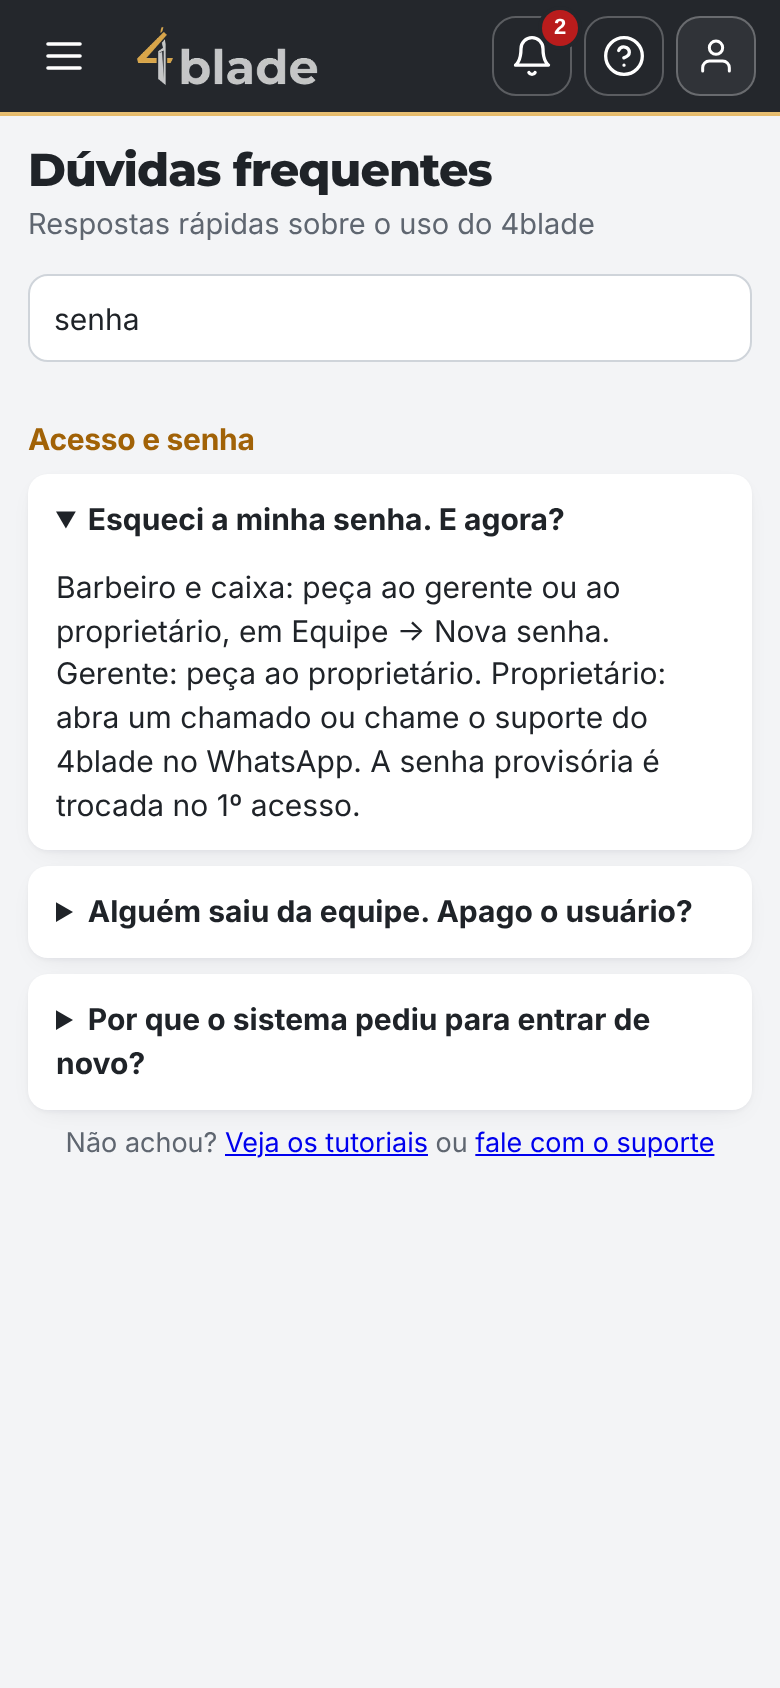 2
4blade
Dúvidas frequentes
Respostas rápidas sobre o uso do 4blade
senha
Acesso e senha
▼ Esqueci a minha senha. E agora?
Barbeiro e caixa: peça ao gerente ou ao
proprietário, em Equipe → Nova senha.
Gerente: peça ao proprietário. Proprietário:
abra um chamado ou chame o suporte do
4blade no WhatsApp. A senha provisória é
trocada no 1º acesso.
▶ Alguém saiu da equipe. Apago o usuário?
▶ Por que o sistema pediu para entrar de
novo?
Não achou? Veja os tutoriais ou fale com o suporte